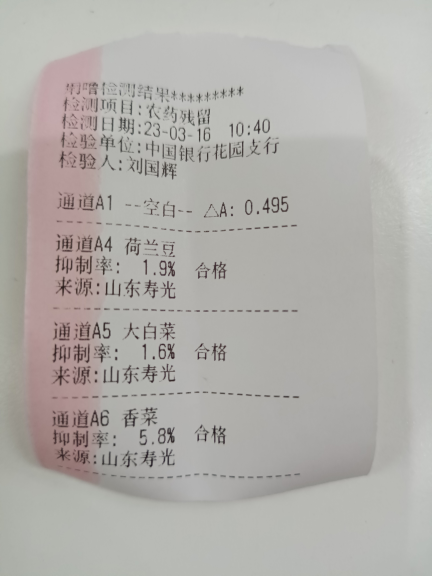 检测结果*********
检测项目:农药残留
检测日期:23-03-16 10:40
检验单位:中国银行花园支行
检验人:刘国辉
通道A1 --空白-- △A: 0.495
通道A4 荷兰豆
抑制率: 1.9% 合格
来源:山东寿光
通道A5 大白菜
抑制率: 1.6% 合格
来源:山东寿光
通道A6 香菜
抑制率: 5.8% 合格
来源:山东寿光